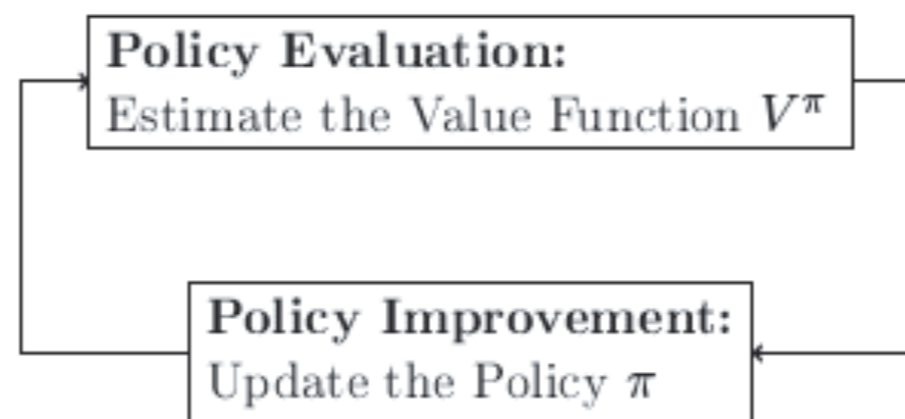 Policy Evaluation:
Estimate the Value Function V^π
Policy Improvement:
Update the Policy π